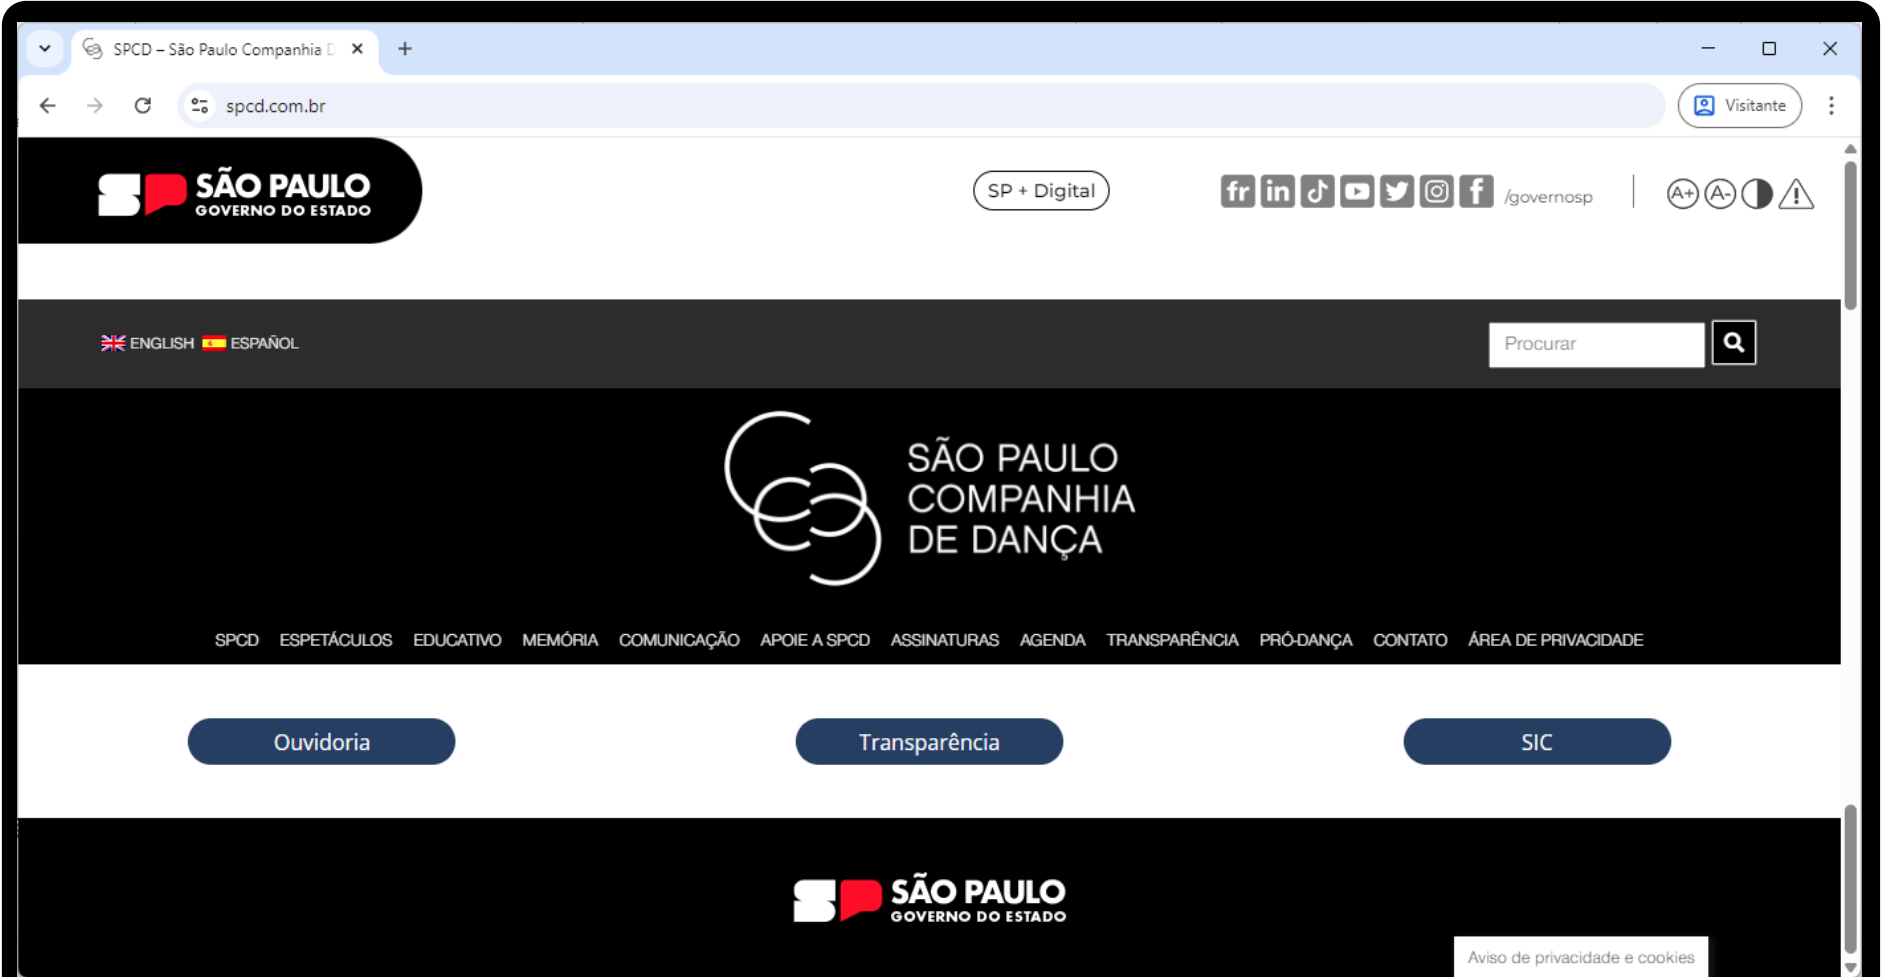 SPCD – São Paulo Companhia
spcd.com.br
Visitante
SÃO PAULO
GOVERNO DO ESTADO
SP + Digital
/governosp
A+ A-
ENGLISH ESPAÑOL
Procurar
SÃO PAULO
COMPANHIA
DE DANÇA
SPCD ESPETÁCULOS EDUCATIVO MEMÓRIA COMUNICAÇÃO APOIE A SPCD ASSINATURAS AGENDA TRANSPARÊNCIA PRÓ-DANÇA CONTATO ÁREA DE PRIVACIDADE
Ouvidoria Transparência SIC
SÃO PAULO
GOVERNO DO ESTADO
Aviso de privacidade e cookies